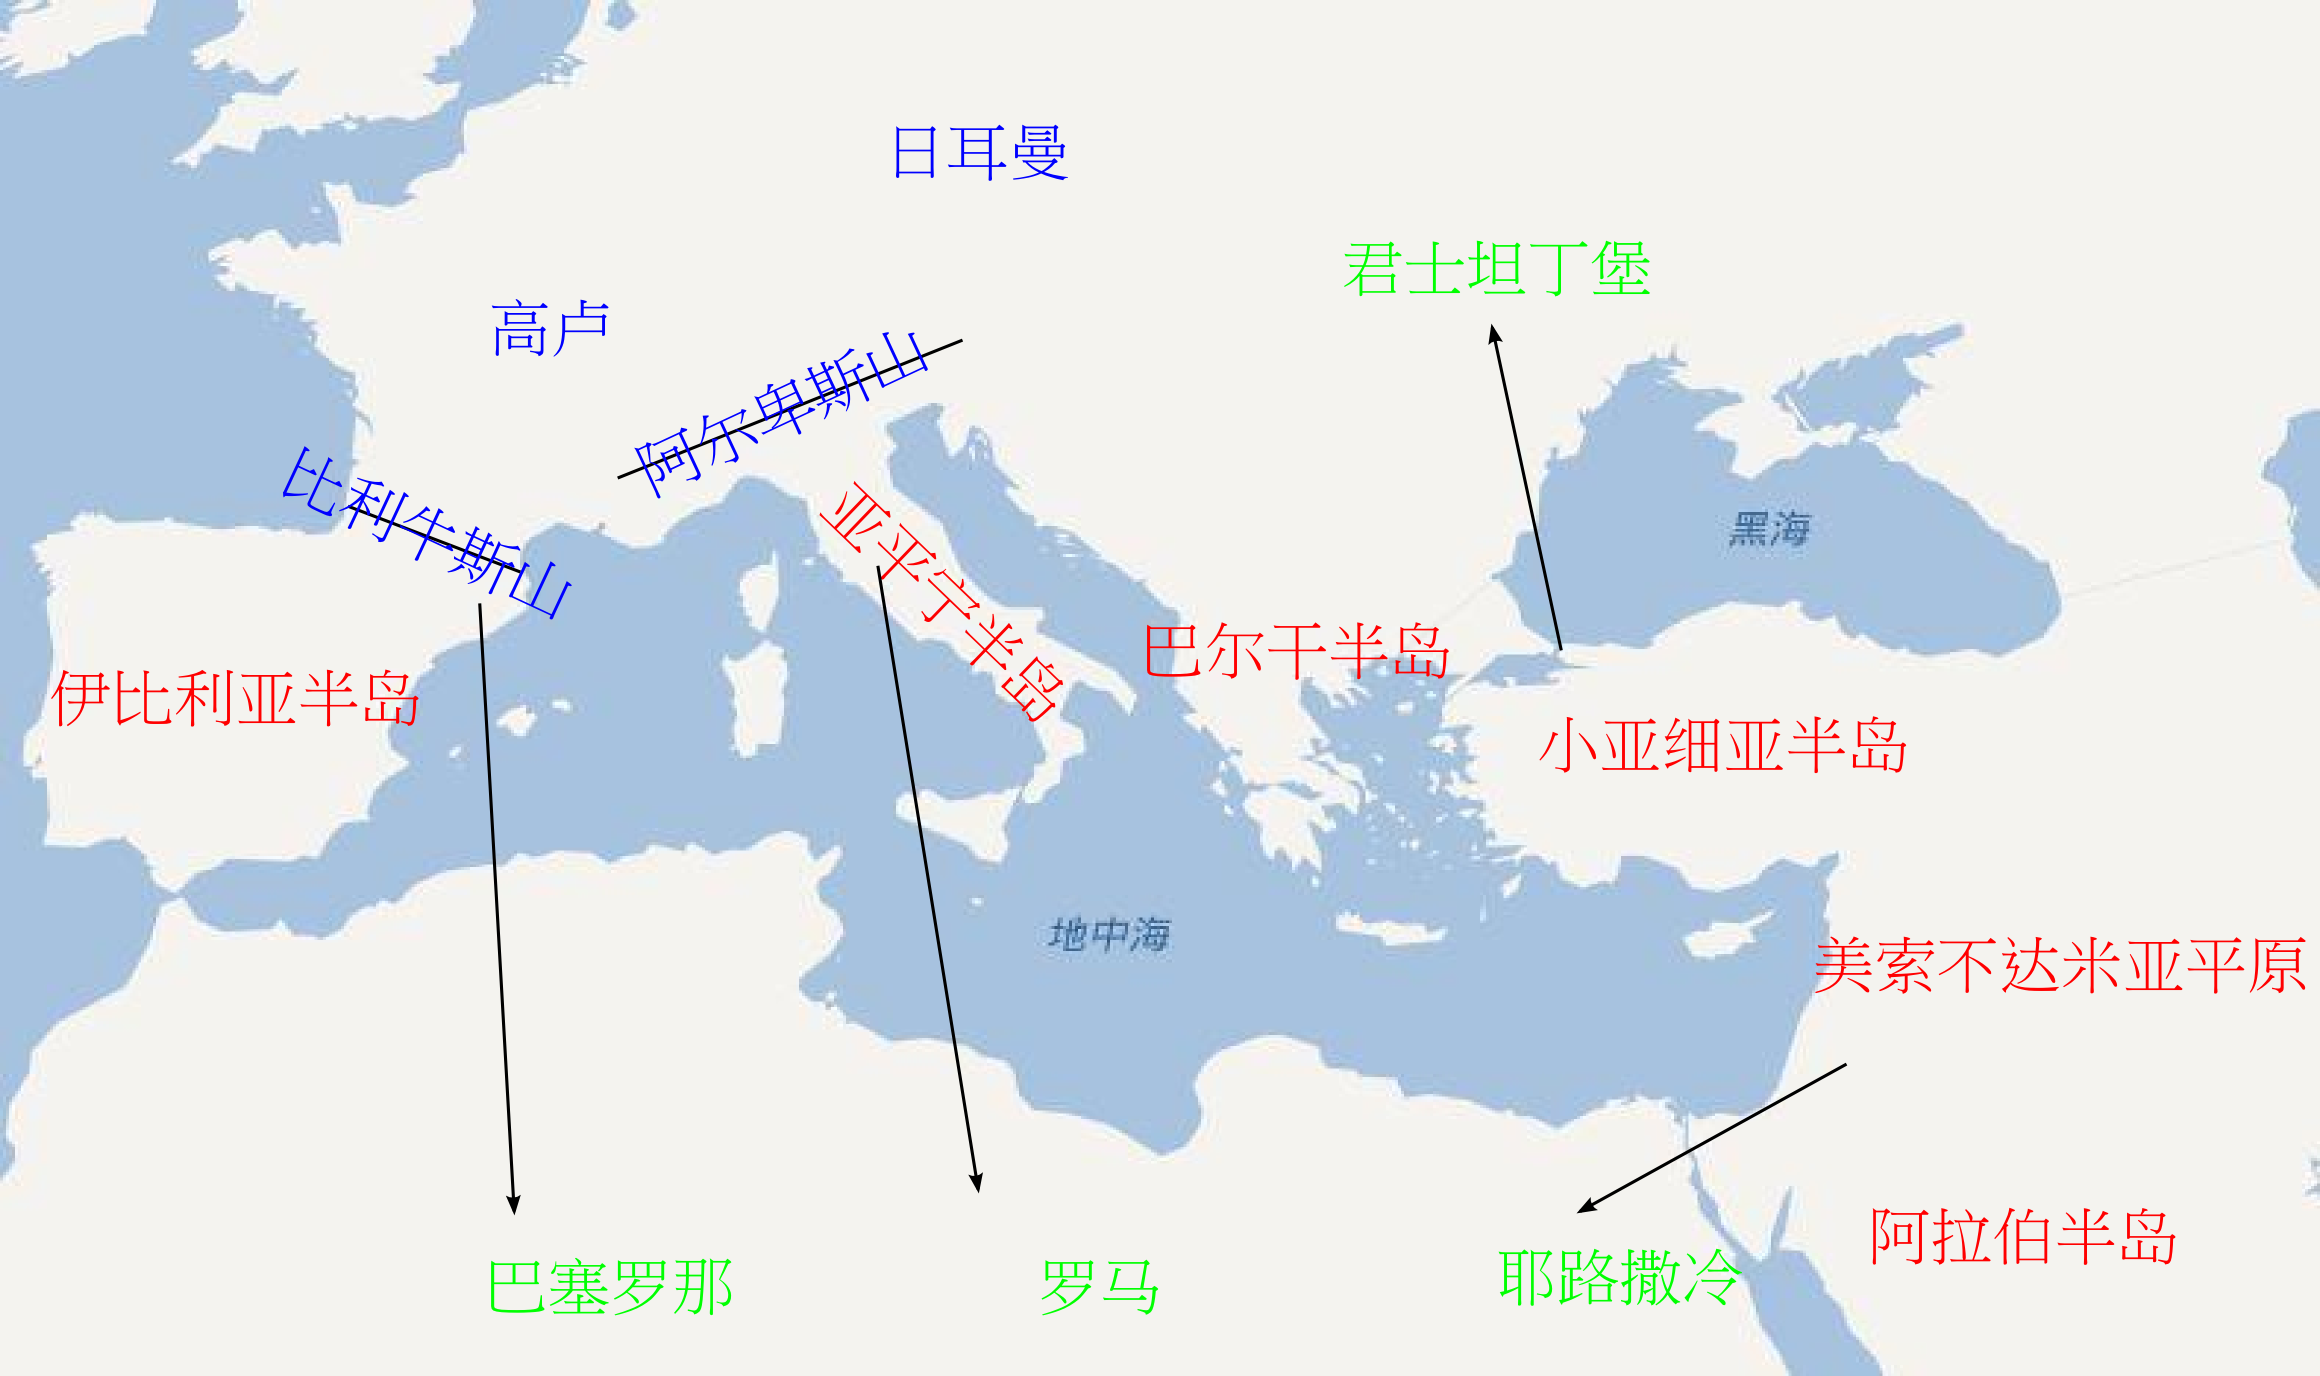 日耳曼
君士坦丁堡
高卢
阿尔卑斯山
比利牛斯山
黑海
亚平宁半岛
巴尔干半岛
伊比利亚半岛
小亚细亚半岛
地中海
美索不达米亚平原
阿拉伯半岛
巴塞罗那
罗马
耶路撒冷